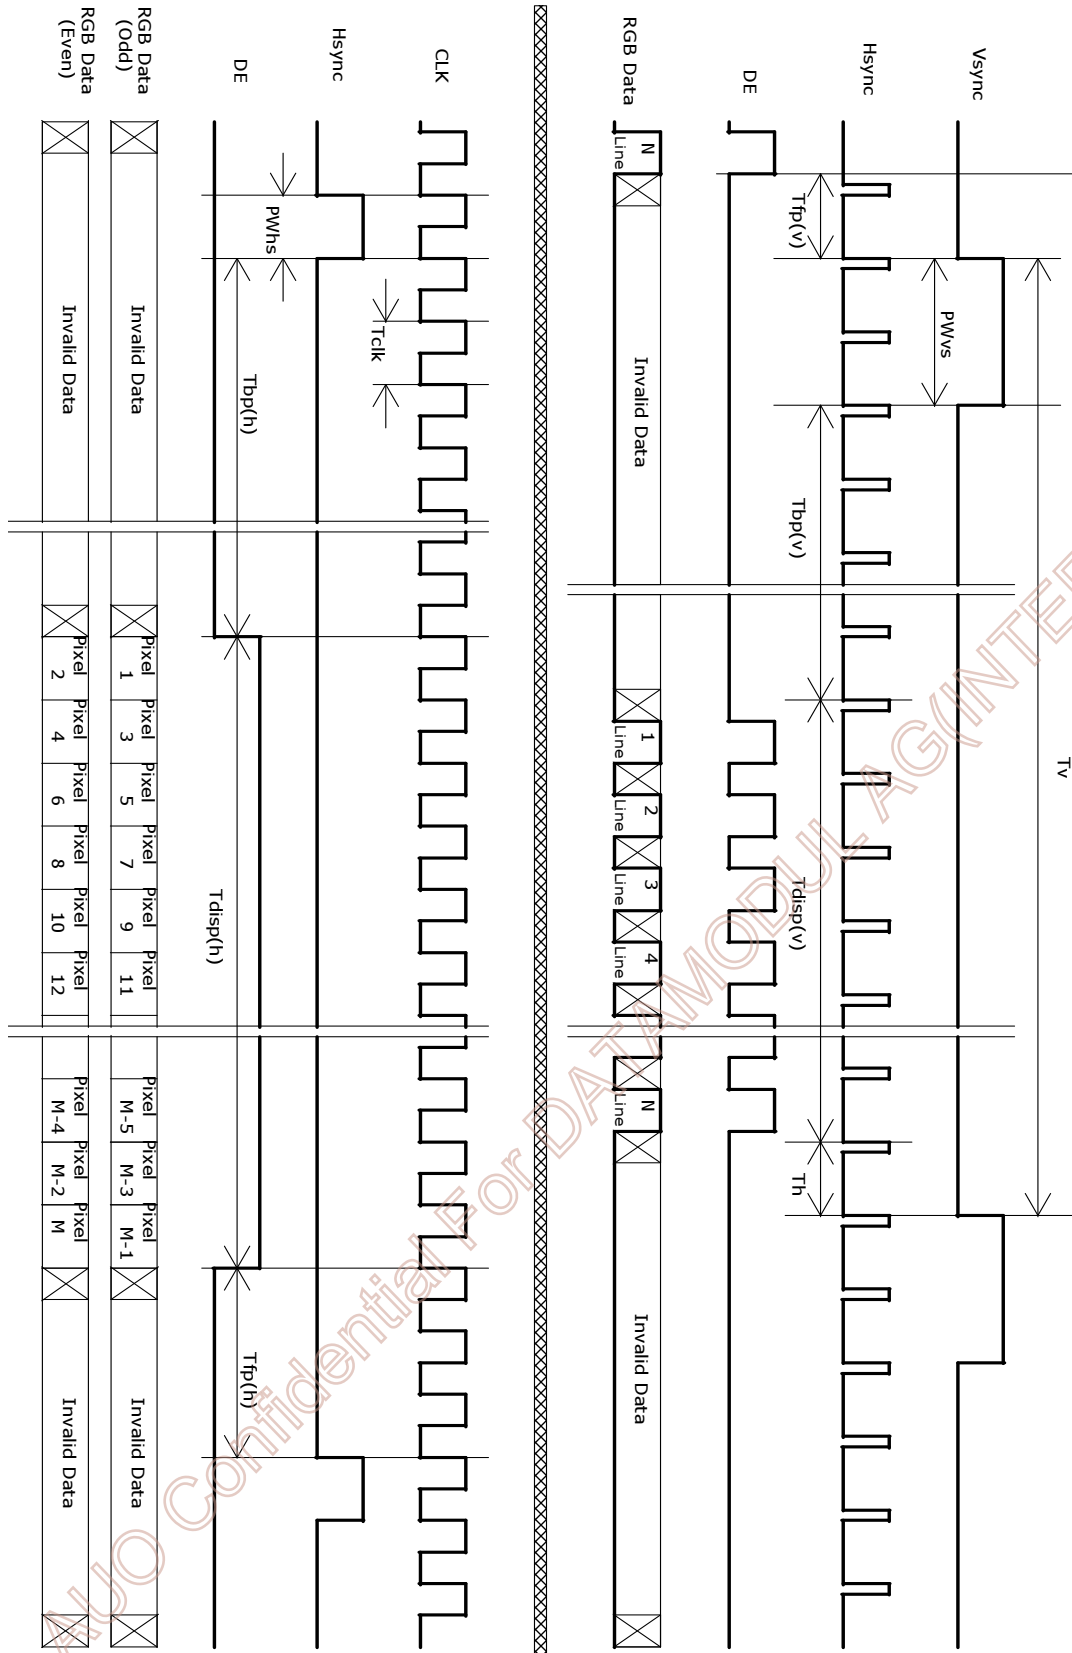 Vsync
Tv
PWvs
Hsync
Tfp(v)
Tbp(v)
Tdisp(v)
Th
DE
RGB Data
N
Line
Invalid Data
1
Line
2
Line
3
Line
4
Line
N
Line
Invalid Data
CLK
Tclk
Hsync
PWhs
DE
Tbp(h)
Tdisp(h)
Tfp(h)
RGB Data
(Odd)
Invalid Data
Pixel
1
Pixel
3
Pixel
5
Pixel
7
Pixel
9
Pixel
11
Pixel
M-5
Pixel
M-3
Pixel
M-1
Invalid Data
RGB Data
(Even)
Invalid Data
Pixel
2
Pixel
4
Pixel
6
Pixel
8
Pixel
10
Pixel
12
Pixel
M-4
Pixel
M-2
Pixel
M
Invalid Data
AUO Confidential For DATAMODUL AG(INTE